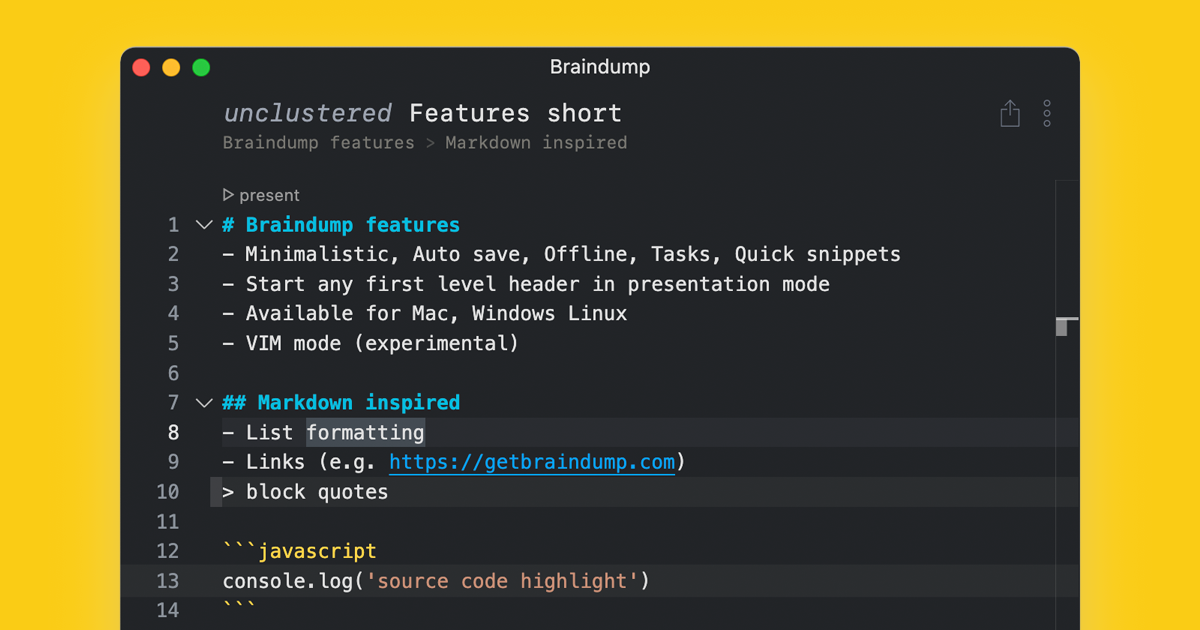 Braindump
unclustered Features short
Braindump features > Markdown inspired
present
1 # Braindump features
2 - Minimalistic, Auto save, Offline, Tasks, Quick snippets
3 - Start any first level header in presentation mode
4 - Available for Mac, Windows Linux
5 - VIM mode (experimental)
6
7 ## Markdown inspired
8 - List formatting
9 - Links (e.g. https://getbraindump.com)
10 > block quotes
11
12 ```javascript
13 console.log('source code highlight')
14 ```